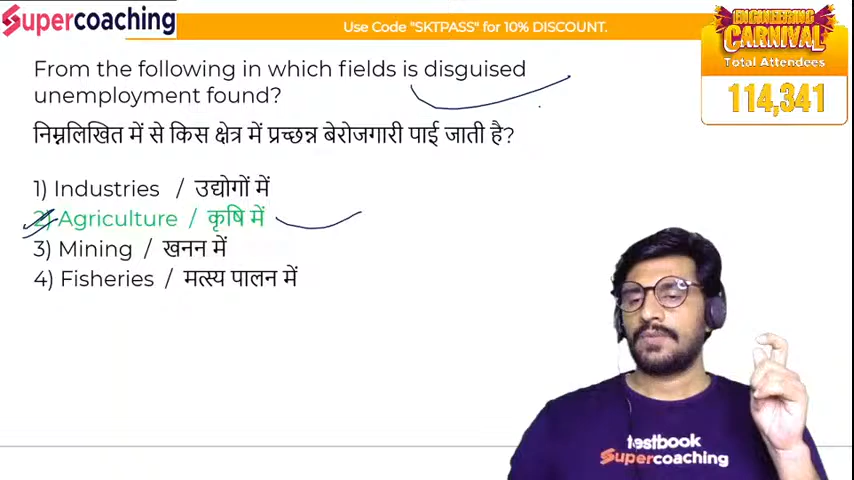 Supercoaching
Use Code "SKTPASS" for 10% DISCOUNT.
ENGINEERING
CARNIVAL
Total Attendees
114,341
From the following in which fields is disguised
unemployment found?
निम्नलिखित में से किस क्षेत्र में प्रच्छन्न बेरोजगारी पाई जाती है?
1) Industries / उद्योगों में
2) Agriculture / कृषि में
3) Mining / खनन में
4) Fisheries / मत्स्य पालन में
testbook
Supercoaching